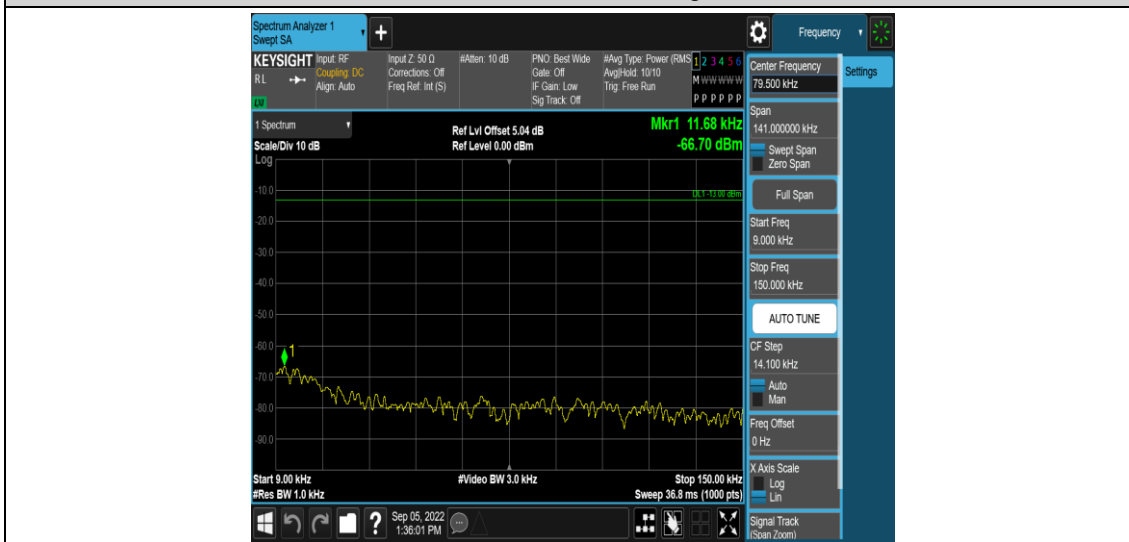 Spectrum Analyzer 1
Swept SA
+
Frequency
KEYSIGHT
RL
Input: RF
Coupling: DC
Align: Auto
Input Z: 50 Ω
Corrections: Off
Freq Ref: Int (S)
#Atten: 10 dB
PNO: Best Wide
Gate: Off
IF Gain: Low
Sig Track: Off
#Avg Type: Power (RMS
Avg|Hold: 10/10
Trig: Free Run
1 2 3 4 5 6
M W W W W W
P P P P P P
Center Frequency
79.500 kHz
Settings
Span
141.000000 kHz
Swept Span
Zero Span
Full Span
Start Freq
9.000 kHz
Stop Freq
150.000 kHz
AUTO TUNE
CF Step
14.100 kHz
Auto
Man
Freq Offset
0 Hz
X Axis Scale
Log
Lin
Signal Track
(Span Zoom)
1 Spectrum
Scale/Div 10 dB
Log
Ref Lvl Offset 5.04 dB
Ref Level 0.00 dBm
Mkr1 11.68 kHz
-66.70 dBm
DL1 -13.00 dBm
-10.0
-20.0
-30.0
-40.0
-50.0
-60.0
1
-70.0
-80.0
-90.0
Start 9.00 kHz
#Res BW 1.0 kHz
#Video BW 3.0 kHz
Stop 150.00 kHz
Sweep 36.8 ms (1000 pts)
?
Sep 05, 2022
1:36:01 PM